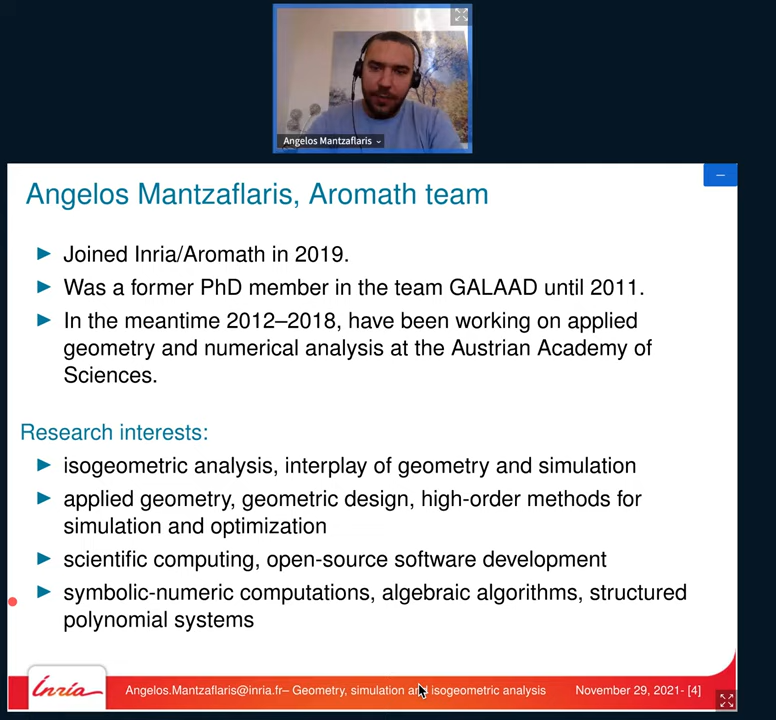 Angelos Mantzaflaris
Angelos Mantzaflaris, Aromath team
Joined Inria/Aromath in 2019.
Was a former PhD member in the team GALAAD until 2011.
In the meantime 2012–2018, have been working on applied
geometry and numerical analysis at the Austrian Academy of
Sciences.
Research interests:
isogeometric analysis, interplay of geometry and simulation
applied geometry, geometric design, high-order methods for
simulation and optimization
scientific computing, open-source software development
symbolic-numeric computations, algebraic algorithms, structured
polynomial systems
Inria
Angelos.Mantzaflaris@inria.fr– Geometry, simulation and isogeometric analysis
November 29, 2021- [4]